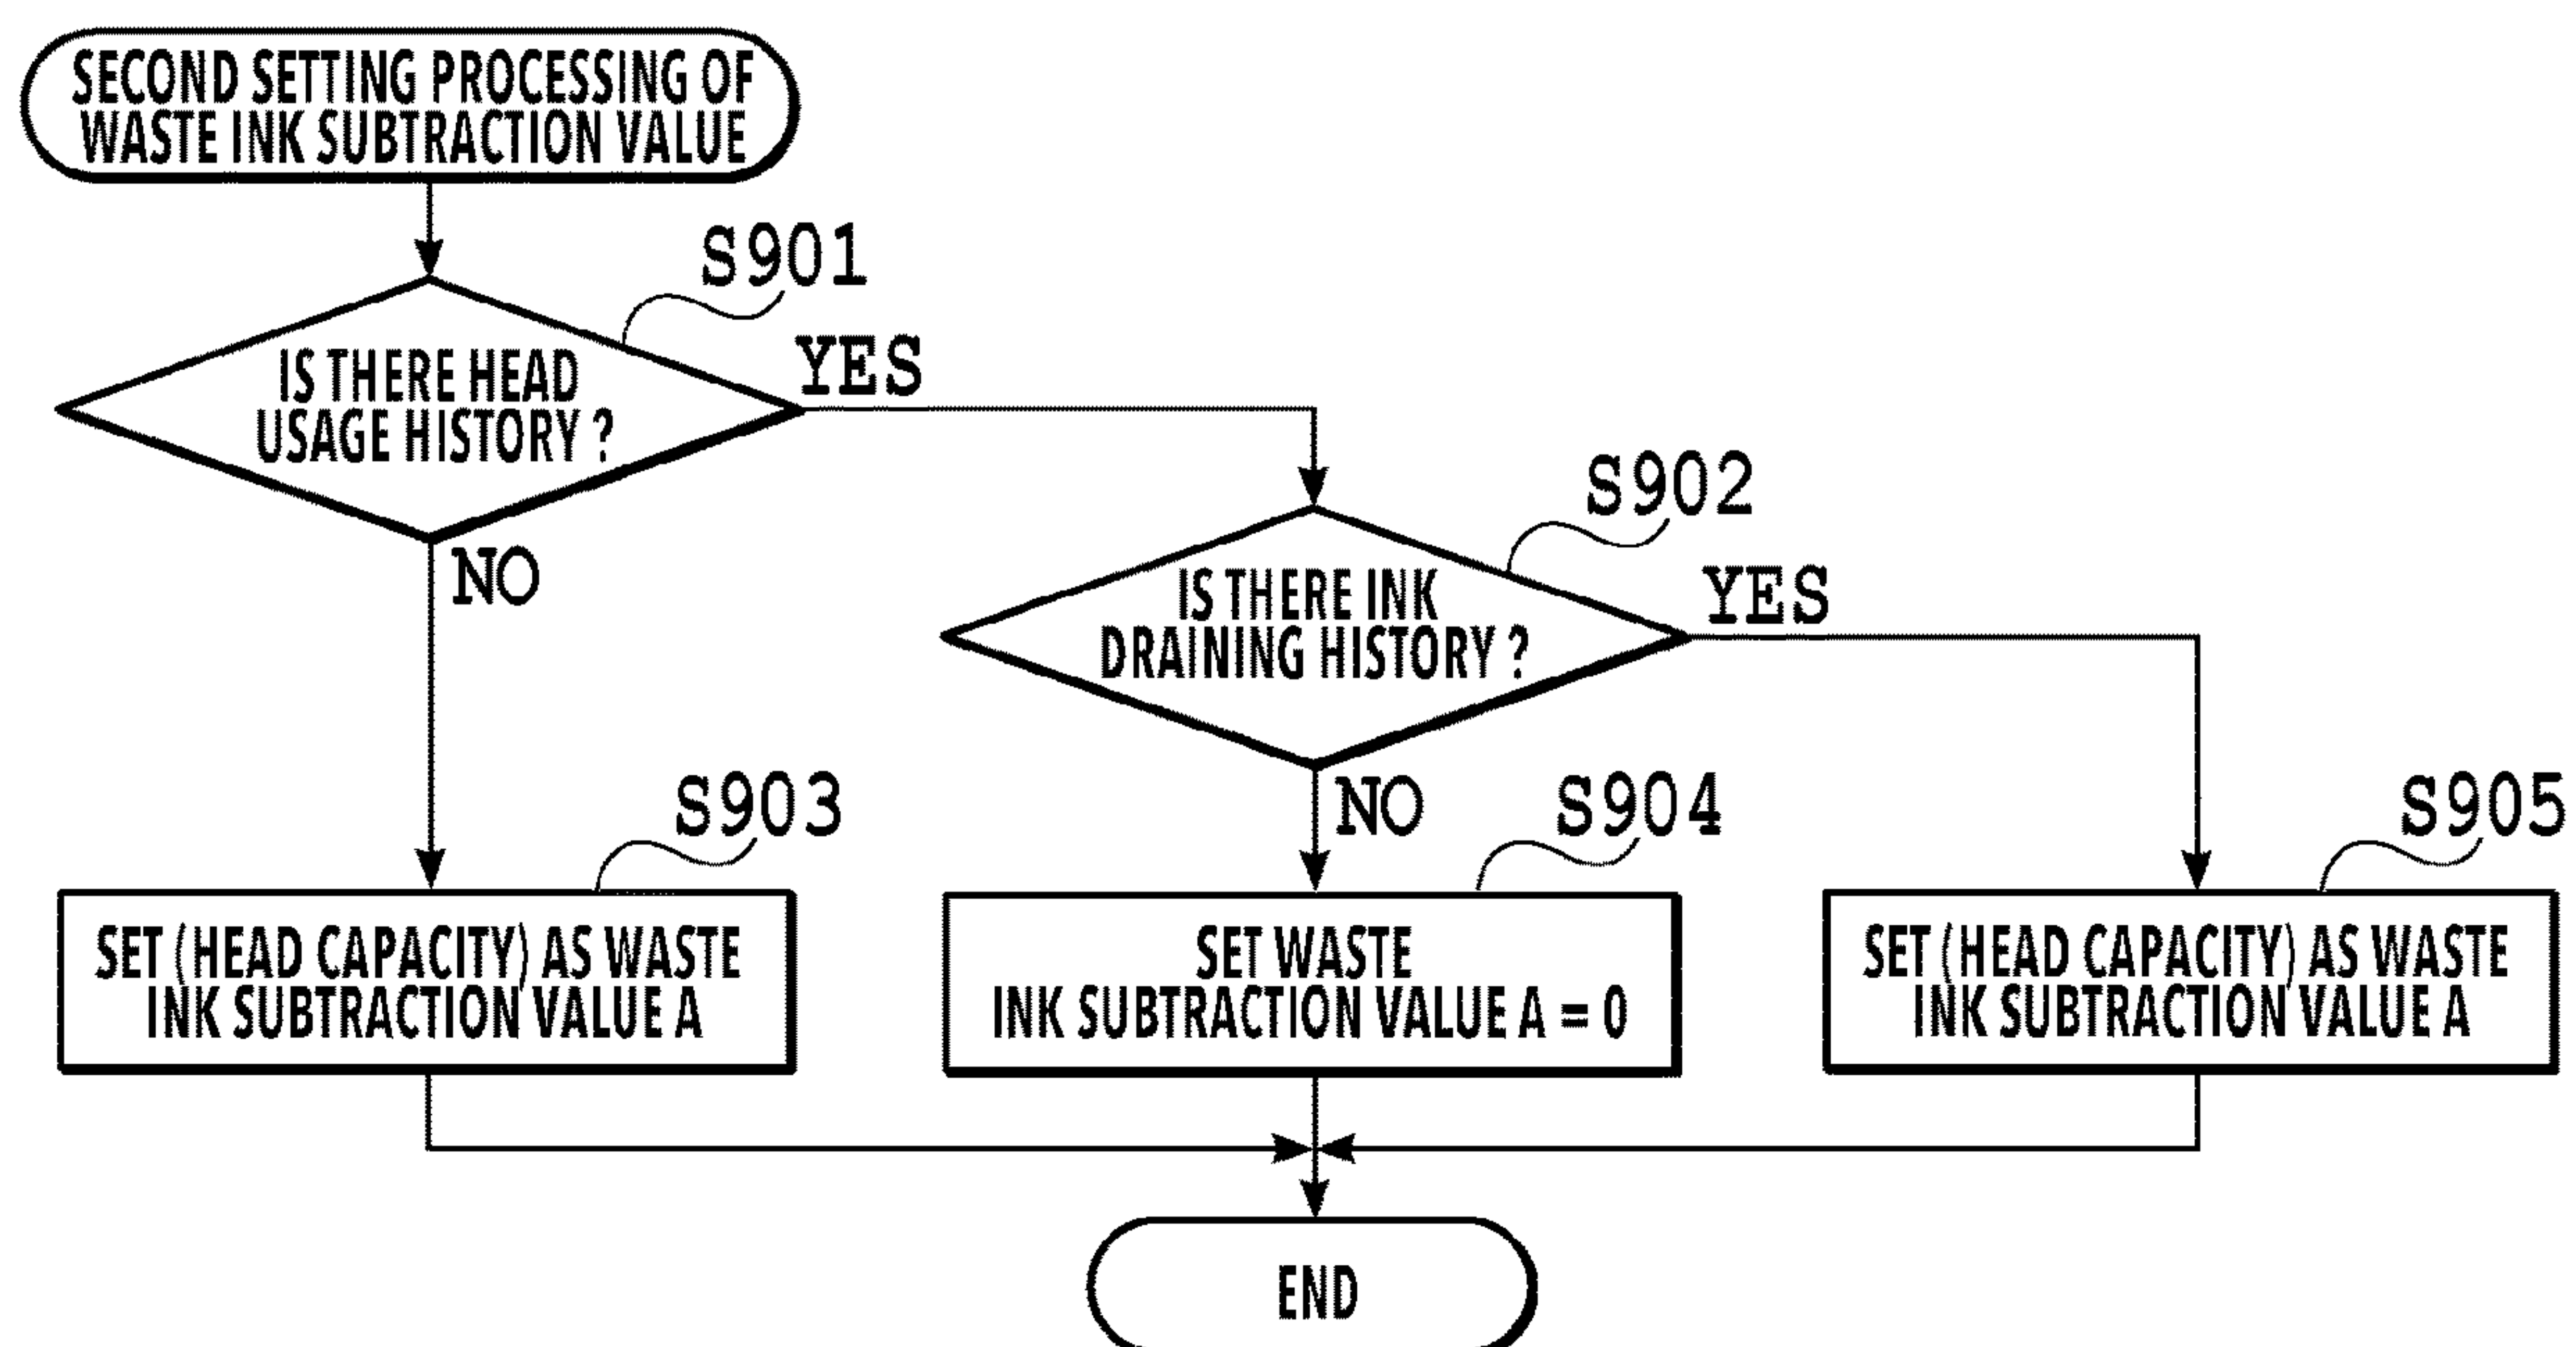 SECOND SETTING PROCESSING OF
WASTE INK SUBTRACTION VALUE
S901
IS THERE HEAD
USAGE HISTORY ?
YES
NO
S902
IS THERE INK
DRAINING HISTORY ?
YES
NO
S903
SET (HEAD CAPACITY) AS WASTE
INK SUBTRACTION VALUE A
S904
SET WASTE
INK SUBTRACTION VALUE A = 0
S905
SET (HEAD CAPACITY) AS WASTE
INK SUBTRACTION VALUE A
END